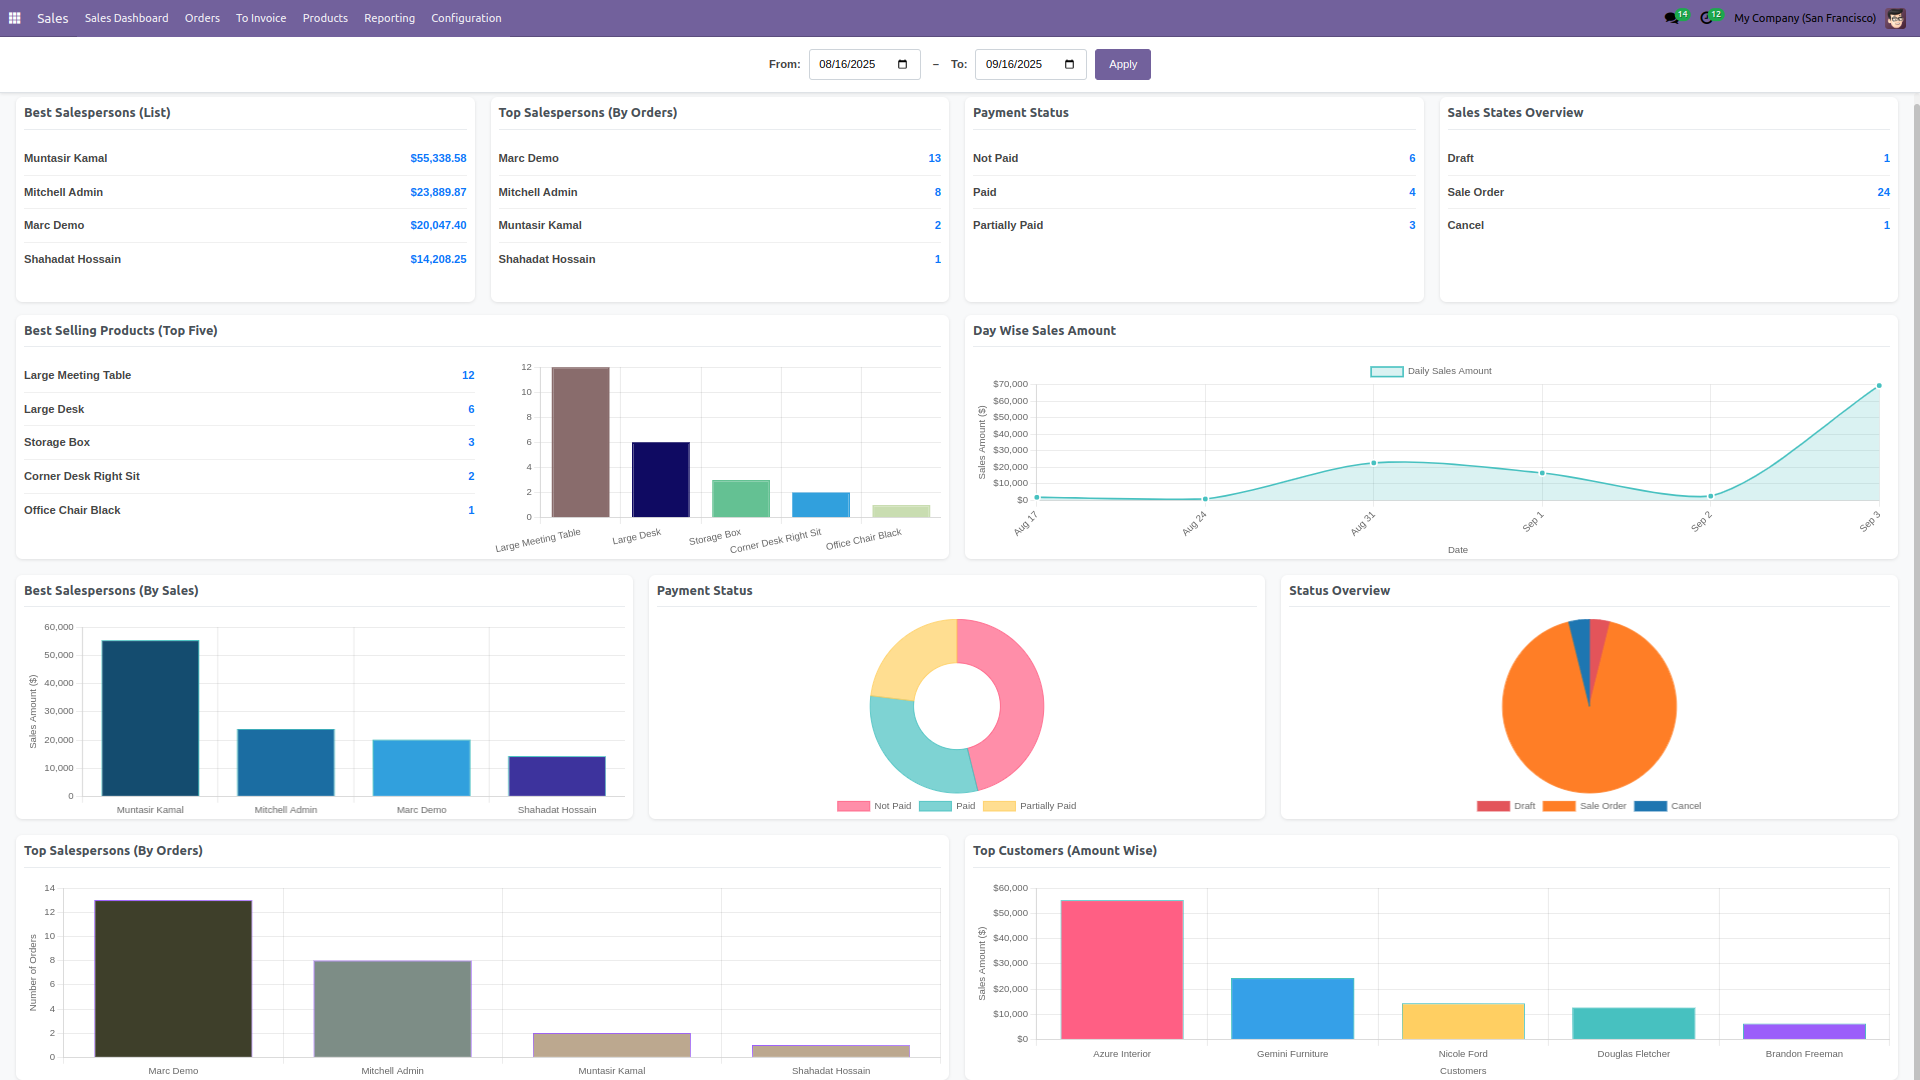 Sales Sales Dashboard Orders To Invoice Products Reporting Configuration 14 12 My Company (San Francisco)
From: 08/16/2025 – To: 09/16/2025 Apply
Best Salespersons (List)
Muntasir Kamal $55,338.58
Mitchell Admin $23,889.87
Marc Demo $20,047.40
Shahadat Hossain $14,208.25
Top Salespersons (By Orders)
Marc Demo 13
Mitchell Admin 8
Muntasir Kamal 2
Shahadat Hossain 1
Payment Status
Not Paid 6
Paid 4
Partially Paid 3
Sales States Overview
Draft 1
Sale Order 24
Cancel 1
Best Selling Products (Top Five)
Large Meeting Table 12
Large Desk 6
Storage Box 3
Corner Desk Right Sit 2
Office Chair Black 1
12
10
8
6
4
2
0
Large Meeting Table Large Desk Storage Box Corner Desk Right Sit Office Chair Black
Day Wise Sales Amount
Daily Sales Amount
Sales Amount ($)
$70,000
$60,000
$50,000
$40,000
$30,000
$20,000
$10,000
$0
Aug 17 Aug 24 Aug 31 Sep 1 Sep 2 Sep 3
Date
Best Salespersons (By Sales)
Sales Amount ($)
60,000
50,000
40,000
30,000
20,000
10,000
0
Muntasir Kamal Mitchell Admin Marc Demo Shahadat Hossain
Payment Status
Not Paid Paid Partially Paid
Status Overview
Draft Sale Order Cancel
Top Salespersons (By Orders)
Number of Orders
14
12
10
8
6
4
2
0
Marc Demo Mitchell Admin Muntasir Kamal Shahadat Hossain
Top Customers (Amount Wise)
Sales Amount ($)
$60,000
$50,000
$40,000
$30,000
$20,000
$10,000
$0
Azure Interior Gemini Furniture Nicole Ford Douglas Fletcher Brandon Freeman
Customers